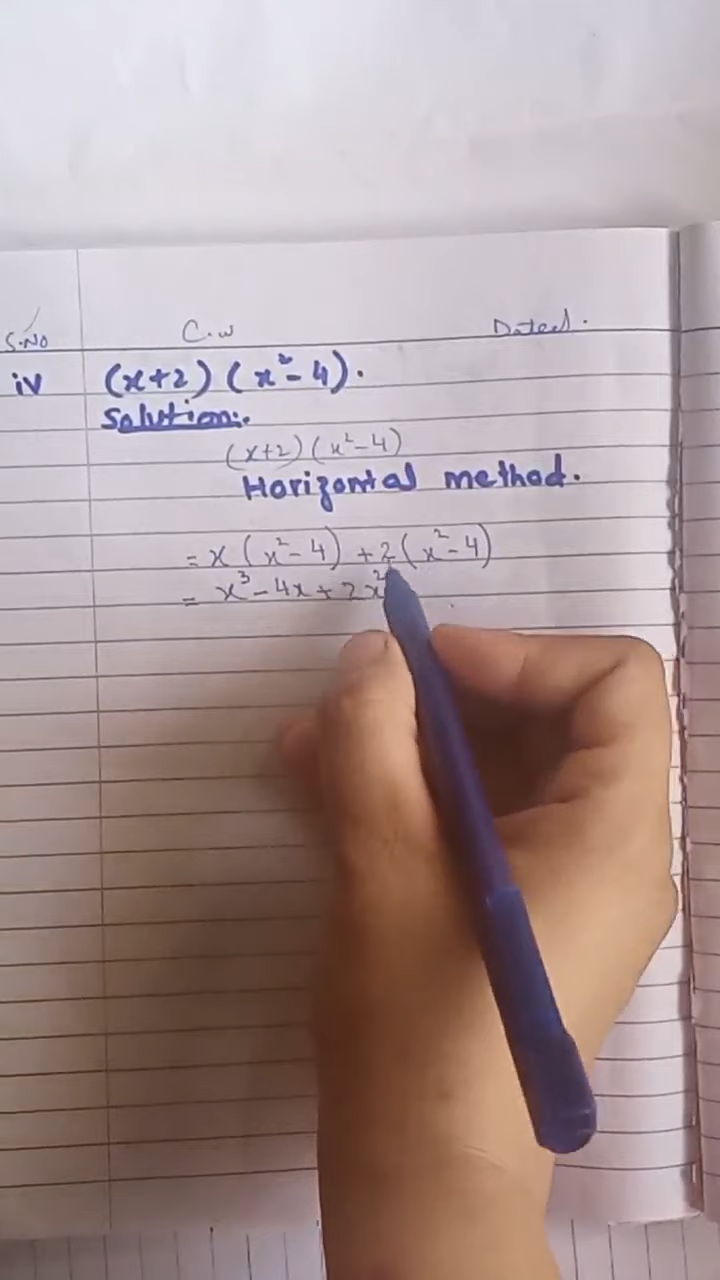 S.No C.w Dated.
iv (x+2) (x²-4).
Solution:.
(x+2) (x²-4)
Horizontal method.
= x (x²-4) +2 (x²-4)
= x³-4x+2x²